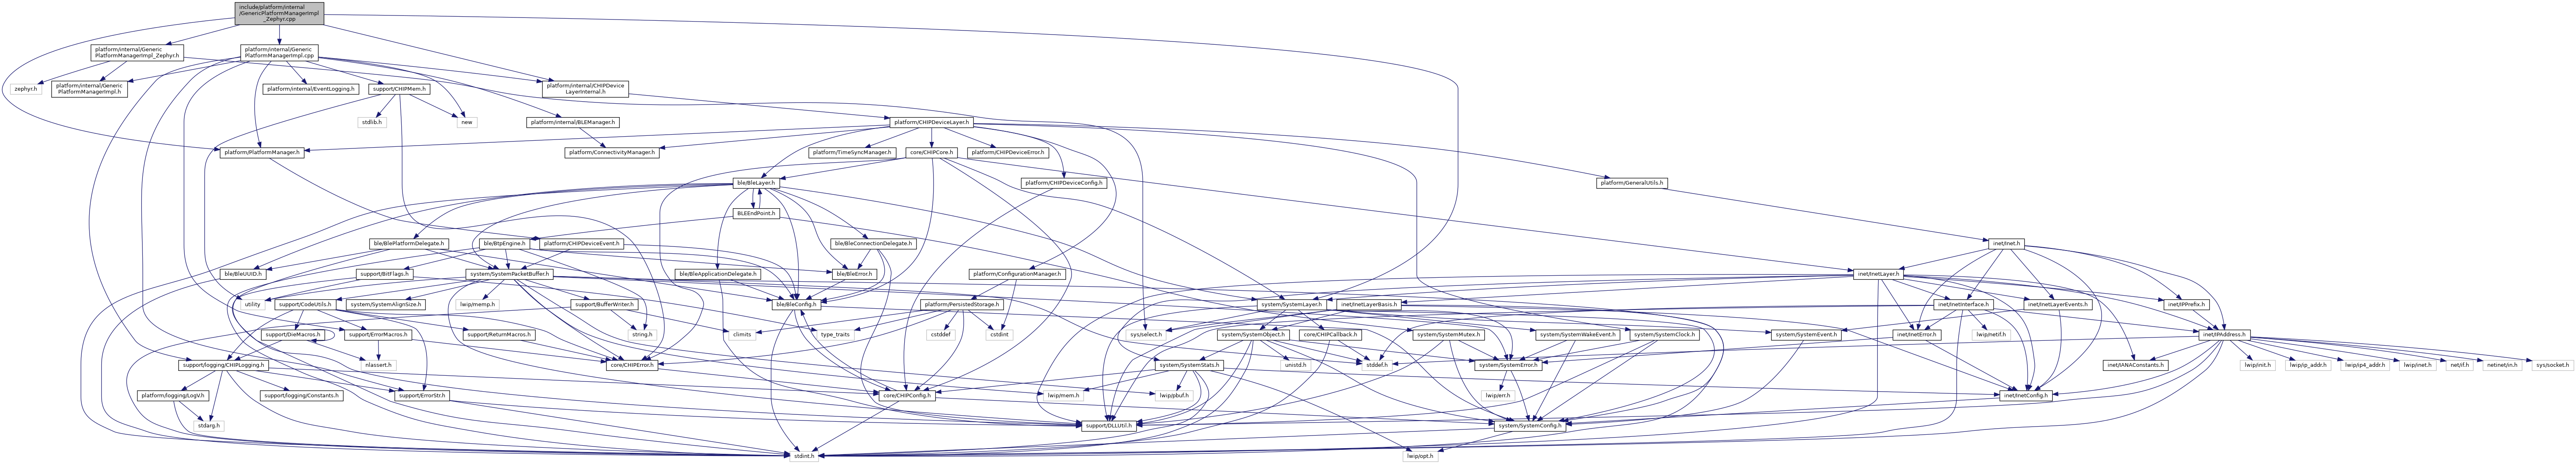 include/platform/internal
/GenericPlatformManagerImpl
_Zephyr.cpp
platform/internal/Generic
PlatformManagerImpl_Zephyr.h
platform/internal/Generic
PlatformManagerImpl.cpp
zephyr.h
platform/internal/Generic
PlatformManagerImpl.h
platform/internal/EventLogging.h
support/CHIPMem.h
platform/internal/CHIPDevice
LayerInternal.h
stdlib.h
new
platform/internal/BLEManager.h
platform/CHIPDeviceLayer.h
platform/PlatformManager.h
platform/ConnectivityManager.h
platform/TimeSyncManager.h
core/CHIPCore.h
platform/CHIPDeviceError.h
ble/BleLayer.h
platform/CHIPDeviceConfig.h
platform/GeneralUtils.h
BLEEndPoint.h
ble/BlePlatformDelegate.h
ble/BtpEngine.h
platform/CHIPDeviceEvent.h
ble/BleConnectionDelegate.h
inet/Inet.h
ble/BleUUID.h
support/BitFlags.h
system/SystemPacketBuffer.h
ble/BleApplicationDelegate.h
ble/BleError.h
platform/ConfigurationManager.h
inet/InetLayer.h
utility
support/CodeUtils.h
system/SystemAlignSize.h
lwip/memp.h
support/BufferWriter.h
ble/BleConfig.h
platform/PersistedStorage.h
system/SystemLayer.h
inet/InetLayerBasis.h
inet/InetInterface.h
inet/InetLayerEvents.h
inet/IPPrefix.h
support/DieMacros.h
support/ErrorMacros.h
support/ReturnMacros.h
string.h
climits
type_traits
cstddef
cstdint
sys/select.h
system/SystemObject.h
core/CHIPCallback.h
system/SystemMutex.h
system/SystemWakeEvent.h
system/SystemClock.h
system/SystemEvent.h
inet/InetError.h
lwip/netif.h
inet/IPAddress.h
support/logging/CHIPLogging.h
nlassert.h
core/CHIPError.h
system/SystemStats.h
unistd.h
stddef.h
system/SystemError.h
inet/IANAConstants.h
lwip/init.h
lwip/ip_addr.h
lwip/ip4_addr.h
lwip/inet.h
net/if.h
netinet/in.h
sys/socket.h
platform/logging/LogV.h
support/logging/Constants.h
support/ErrorStr.h
core/CHIPConfig.h
lwip/mem.h
lwip/pbuf.h
lwip/err.h
inet/InetConfig.h
stdarg.h
support/DLLUtil.h
system/SystemConfig.h
stdint.h
lwip/opt.h